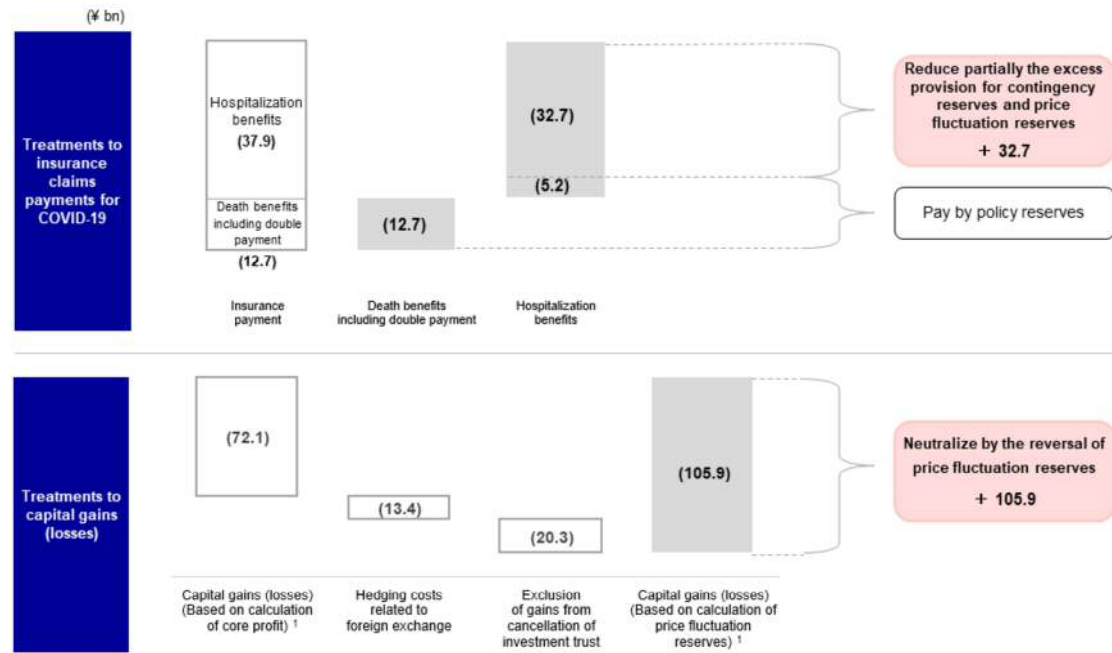 (¥ bn)
Treatments to
insurance
claims
payments for
COVID-19
Hospitalization
benefits
(37.9)
Death benefits
including double
payment
(12.7)
(12.7)
(32.7)
(5.2)
Insurance
payment
Death benefits
including double payment
Hospitalization
benefits
Reduce partially the excess
provision for contingency
reserves and price
fluctuation reserves
+ 32.7
Pay by policy reserves
Treatments to
capital gains
(losses)
(72.1)
(13.4)
(20.3)
(105.9)
Capital gains (losses)
(Based on calculation
of core profit) 1
Hedging costs
related to
foreign exchange
Exclusion
of gains from
cancellation of
investment trust
Capital gains (losses)
(Based on calculation of
price fluctuation
reserves) 1
Neutralize by the reversal of
price fluctuation reserves
+ 105.9